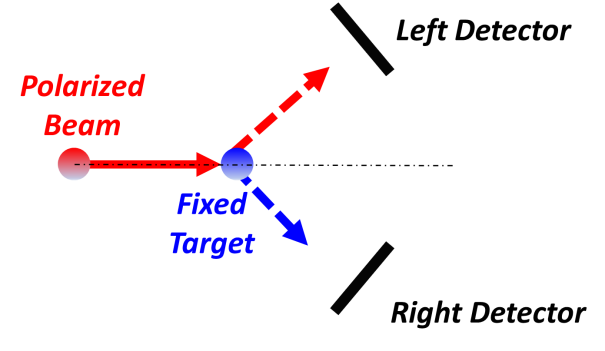 Left Detector
Polarized
Beam
Fixed
Target
Right Detector